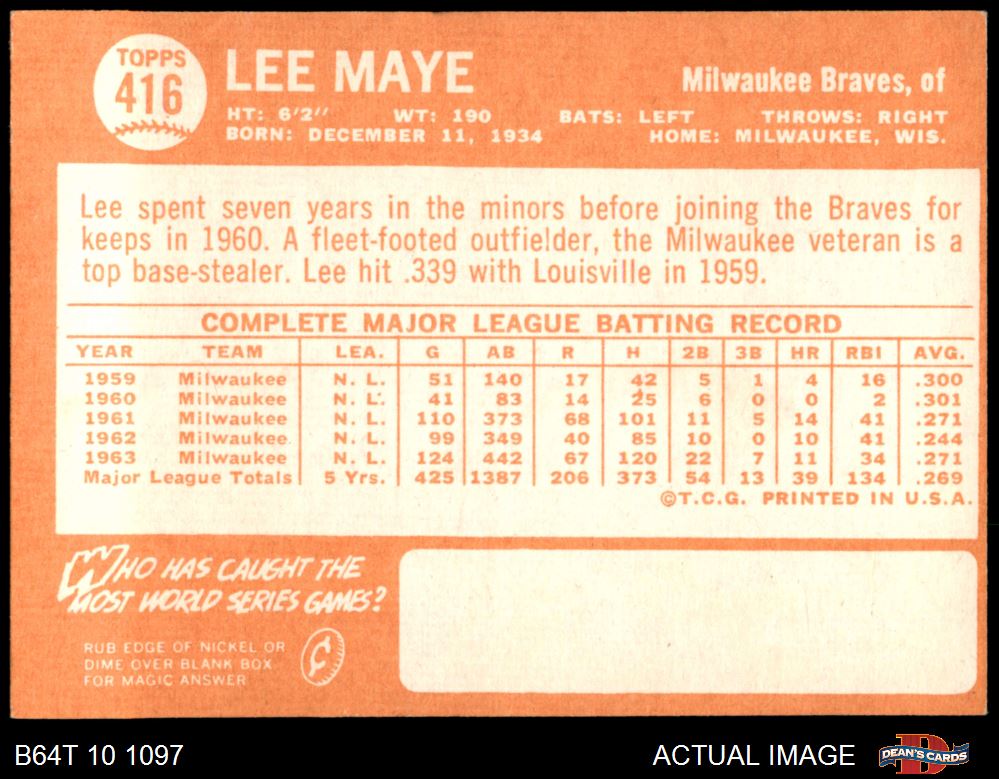 TOPPS
416
LEE MAYE
Milwaukee Braves, of
HT: 6'2" WT: 190 BATS: LEFT THROWS: RIGHT
BORN: DECEMBER 11, 1934 HOME: MILWAUKEE, WIS.
Lee spent seven years in the minors before joining the Braves for
keeps in 1960. A fleet-footed outfielder, the Milwaukee veteran is a
top base-stealer. Lee hit .339 with Louisville in 1959.
COMPLETE MAJOR LEAGUE BATTING RECORD
YEAR TEAM LEA. G AB R H 2B 3B HR RBI AVG.
1959 Milwaukee N. L. 51 140 17 42 5 1 4 16 .300
1960 Milwaukee N. L. 41 83 14 25 6 0 0 2 .301
1961 Milwaukee N. L. 110 373 68 101 11 5 14 41 .271
1962 Milwaukee N. L. 99 349 40 85 10 0 10 41 .244
1963 Milwaukee N. L. 124 442 67 120 22 7 11 34 .271
Major League Totals 5 Yrs. 425 1387 206 373 54 13 39 134 .269
©T.C.G. PRINTED IN U.S.A.
WHO HAS CAUGHT THE
MOST WORLD SERIES GAMES?
RUB EDGE OF NICKEL OR
DIME OVER BLANK BOX
FOR MAGIC ANSWER
¢
B64T 10 1097 ACTUAL IMAGE
D
DEAN'S CARDS